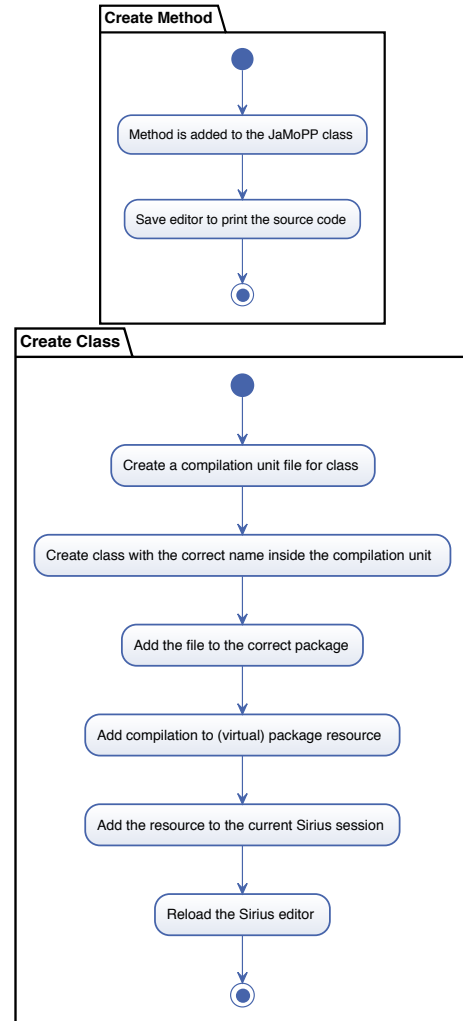 Create Method
Method is added to the JaMoPP class
Save editor to print the source code
Create Class
Create a compilation unit file for class
Create class with the correct name inside the compilation unit
Add the file to the correct package
Add compilation to (virtual) package resource
Add the resource to the current Sirius session
Reload the Sirius editor